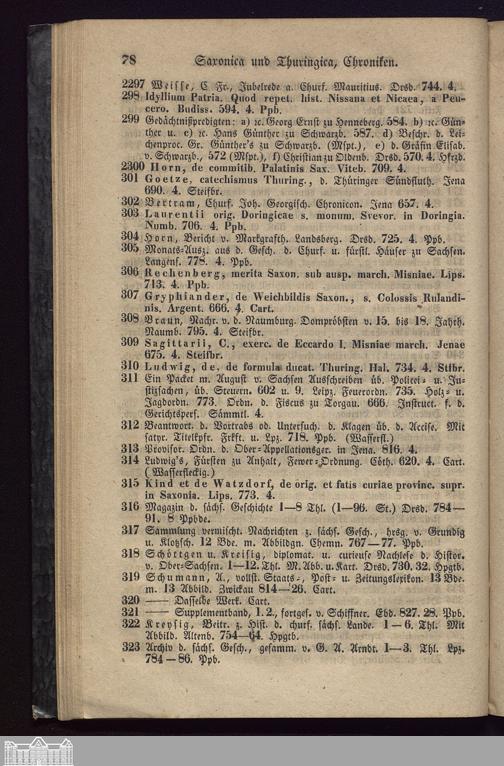 78 Saxonica und Thuringica, Chroniken.
2297 Weisse, C. Fr., Jubelrede a. Churf. Mauritius. Drsd. 744. 4.
298 Idyllium Patria. Quod repet. hist. Nissana et Nicaea, a Peu-
cero. Budiss. 594. 4. Ppb.
299 Gedächtnißpredigten: a) ꝛc. Georg Ernst zu Henneberg. 584. b) ꝛc. Gün-
ther u. e) ꝛc. Hans Günther zu Schwarzb. 587. d) Beschr. d. Lei-
chenproc. Gr. Günther's zu Schwarzb. (Mspt.), e) d. Gräfin Elisab.
v. Schwarzb., 572 (Mspt.), f) Christian zu Oldenb. Drsd. 570. 4. Hfrzb.
2300 Horn, de commitib. Palatinis Sax. Viteb. 709. 4.
301 Goetze, catechismus Thuring., d. Thüringer Sündfluth. Jena
690. 4. Steifbr.
302 Bertram, Churf. Joh. Georgisch. Chronicon. Jena 657. 4.
303 Laurentii orig. Doringicae s. monum. Svevor. in Doringia.
Numb. 706. 4. Ppb.
304 Horn, Bericht v. Markgrafth. Landsberg. Drsd. 725. 4. Ppb.
305 Monats-Ausz. aus d. Gesch. d. Churf. u. fürstl. Häuser zu Sachsen.
Langens. 778. 4. Ppb.
306 Rechenberg, merita Saxon. sub ausp. march. Misniae. Lips.
713. 4. Ppb.
307 Gryphiander, de Weichbildis Saxon., s. Colossis Rulandi-
nis. Argent. 666. 4. Cart.
308 Braun, Nachr. v. d. Naumburg. Dompröbsten v. 15. bis 18. Jahrh.
Naumb. 795. 4. Steifbr.
309 Sagittarii, C., exerc. de Eccardo I. Misniae march. Jenae
675. 4. Steifbr.
310 Ludwig, de, de formula ducat. Thuring. Hal. 734. 4. Stfbr.
311 Ein Packet m. August v. Sachsen Ausschreiben üb. Policei- u. Ju-
stizsachen, üb. Steuern. 602 u. 9. Leipz. Feuerordn. 735. Holz- u.
Jagdordn. 773. Ordn. d. Fiscus zu Torgau. 666. Instruct. f. d.
Gerichtspers. Sämmtl. 4.
312 Beantwort. d. Vortrabs od. Untersuch. d. Klagen üb. d. Accise. Mit
satyr. Titelkpfr. Frkft. u. Lpz. 718. Ppb. (Wasserfl.)
313 Provisor. Ordn. d. Ober-Appellationsger. in Jena. 816. 4.
314 Ludwig's, Fürsten zu Anhalt, Fewer-Ordnung. Cöth. 620. 4. Cart.
(Wasserfleckig.)
315 Kind et de Watzdorf, de orig. et fatis curiae provinc. supr.
in Saxonia. Lips. 773. 4.
316 Magazin d. sächs. Geschichte 1—8 Thl. (1—96. St.) Drsd. 784—
91. 8 Ppbde.
317 Sammlung vermischt. Nachrichten z. sächs. Gesch., hrsg. v. Grundig
u. Klotzsch. 12 Bde. m. Abbildgn. Chemn. 767—77. Ppb.
318 Schöttgen u. Kreisig, diplomat. u. curieuse Nachlese d. Histor.
v. Ober-Sachsen. 1—12. Thl. M. Abb. u. Kart. Drsd. 730. 32. Hpgtb.
319 Schumann, A., vollst. Staats-, Post- u. Zeitungslexikon. 13 Bde.
m. 13 Abbild. Zwickau 814—26. Cart.
320 —— Dasselbe Werk. Cart.
321 —— Supplementband, 1. 2., fortges. v. Schiffner. Ebd. 827. 28. Ppb.
322 Kreysig, Beitr. z. Hist. d. churf. sächs. Lande. 1—6. Thl. Mit
Abbild. Altenb. 754—64. Hpgtb.
323 Archiv d. sächs. Gesch., gesamm. v. G. A. Arndt. 1—3. Thl. Lpz.
784—86. Ppb.